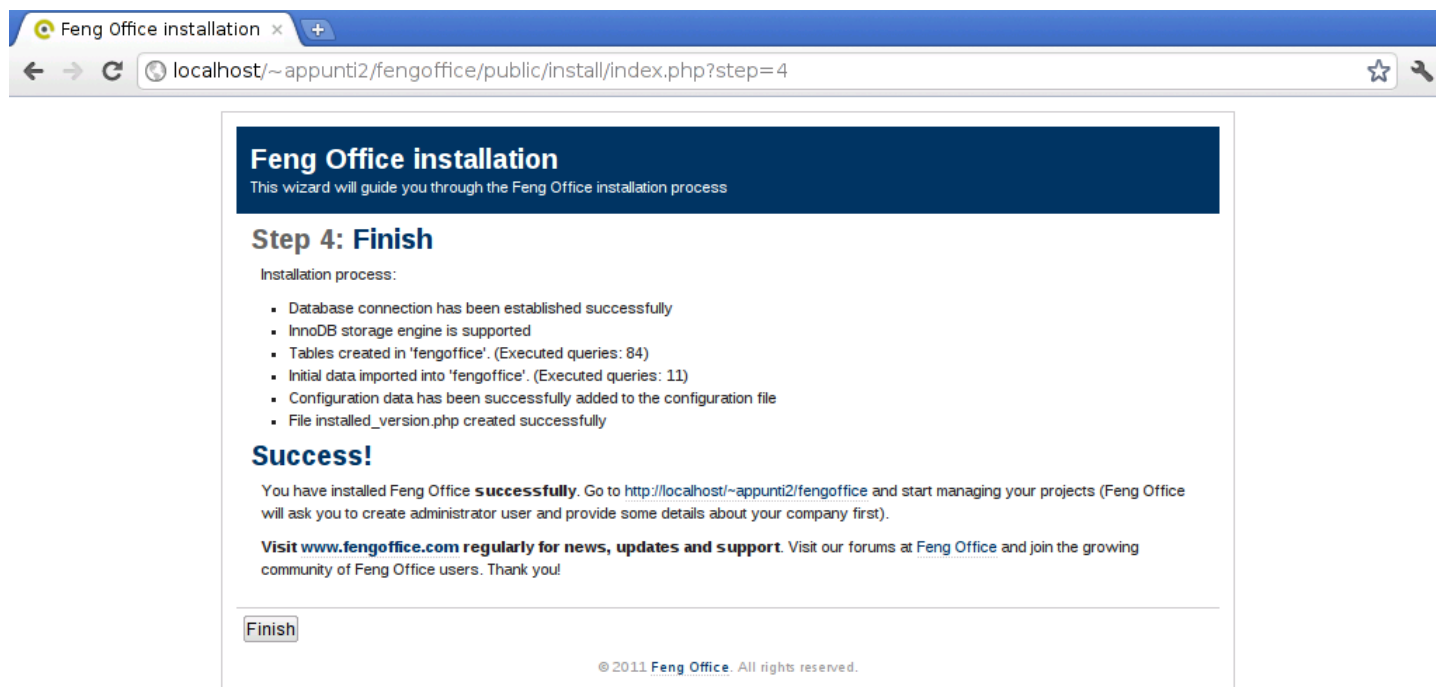 Feng Office installation
localhost/~appunti2/fengoffice/public/install/index.php?step=4
Feng Office installation
This wizard will guide you through the Feng Office installation process
Step 4: Finish
Installation process:
Database connection has been established successfully
InnoDB storage engine is supported
Tables created in 'fengoffice'. (Executed queries: 84)
Initial data imported into 'fengoffice'. (Executed queries: 11)
Configuration data has been successfully added to the configuration file
File installed_version.php created successfully
Success!
You have installed Feng Office successfully. Go to http://localhost/~appunti2/fengoffice and start managing your projects (Feng Office
will ask you to create administrator user and provide some details about your company first).
Visit www.fengoffice.com regularly for news, updates and support. Visit our forums at Feng Office and join the growing
community of Feng Office users. Thank you!
Finish
© 2011 Feng Office. All rights reserved.